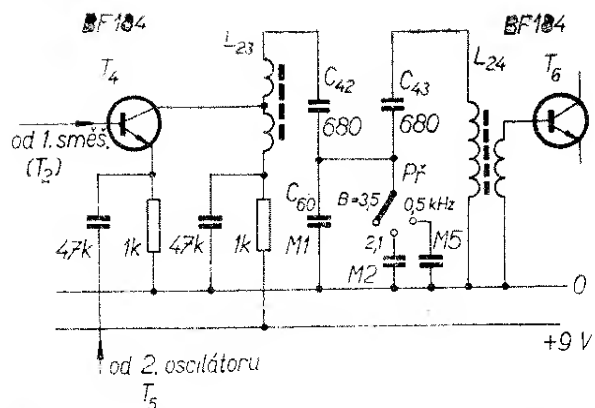 BF184
BF184
L23
L24
T4
T6
C42
C43
680
680
od 1. směš.
(T2)
C60
Př
B=3,5
0,5 kHz
47k
1k
47k
1k
M1
2,1
M2
M5
0
+9 V
od 2. oscilátoru
T5